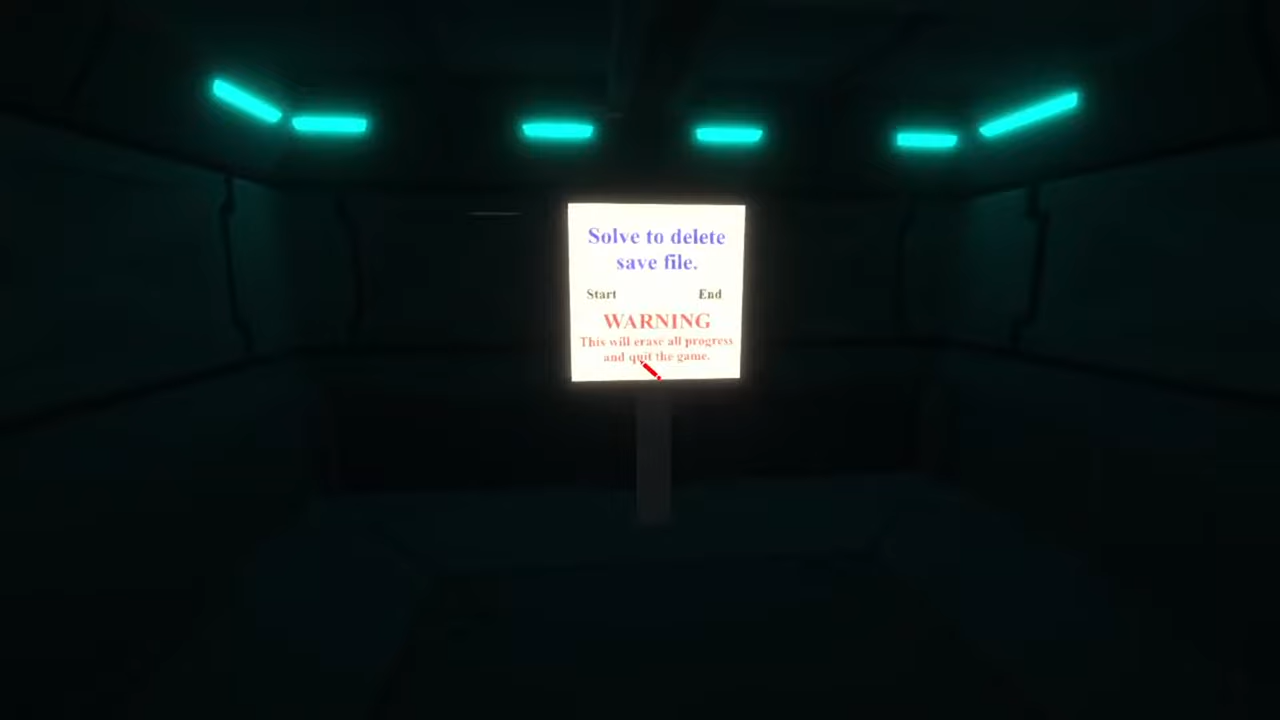 Solve to delete
save file.
Start End
WARNING
This will erase all progress
and quit the game.